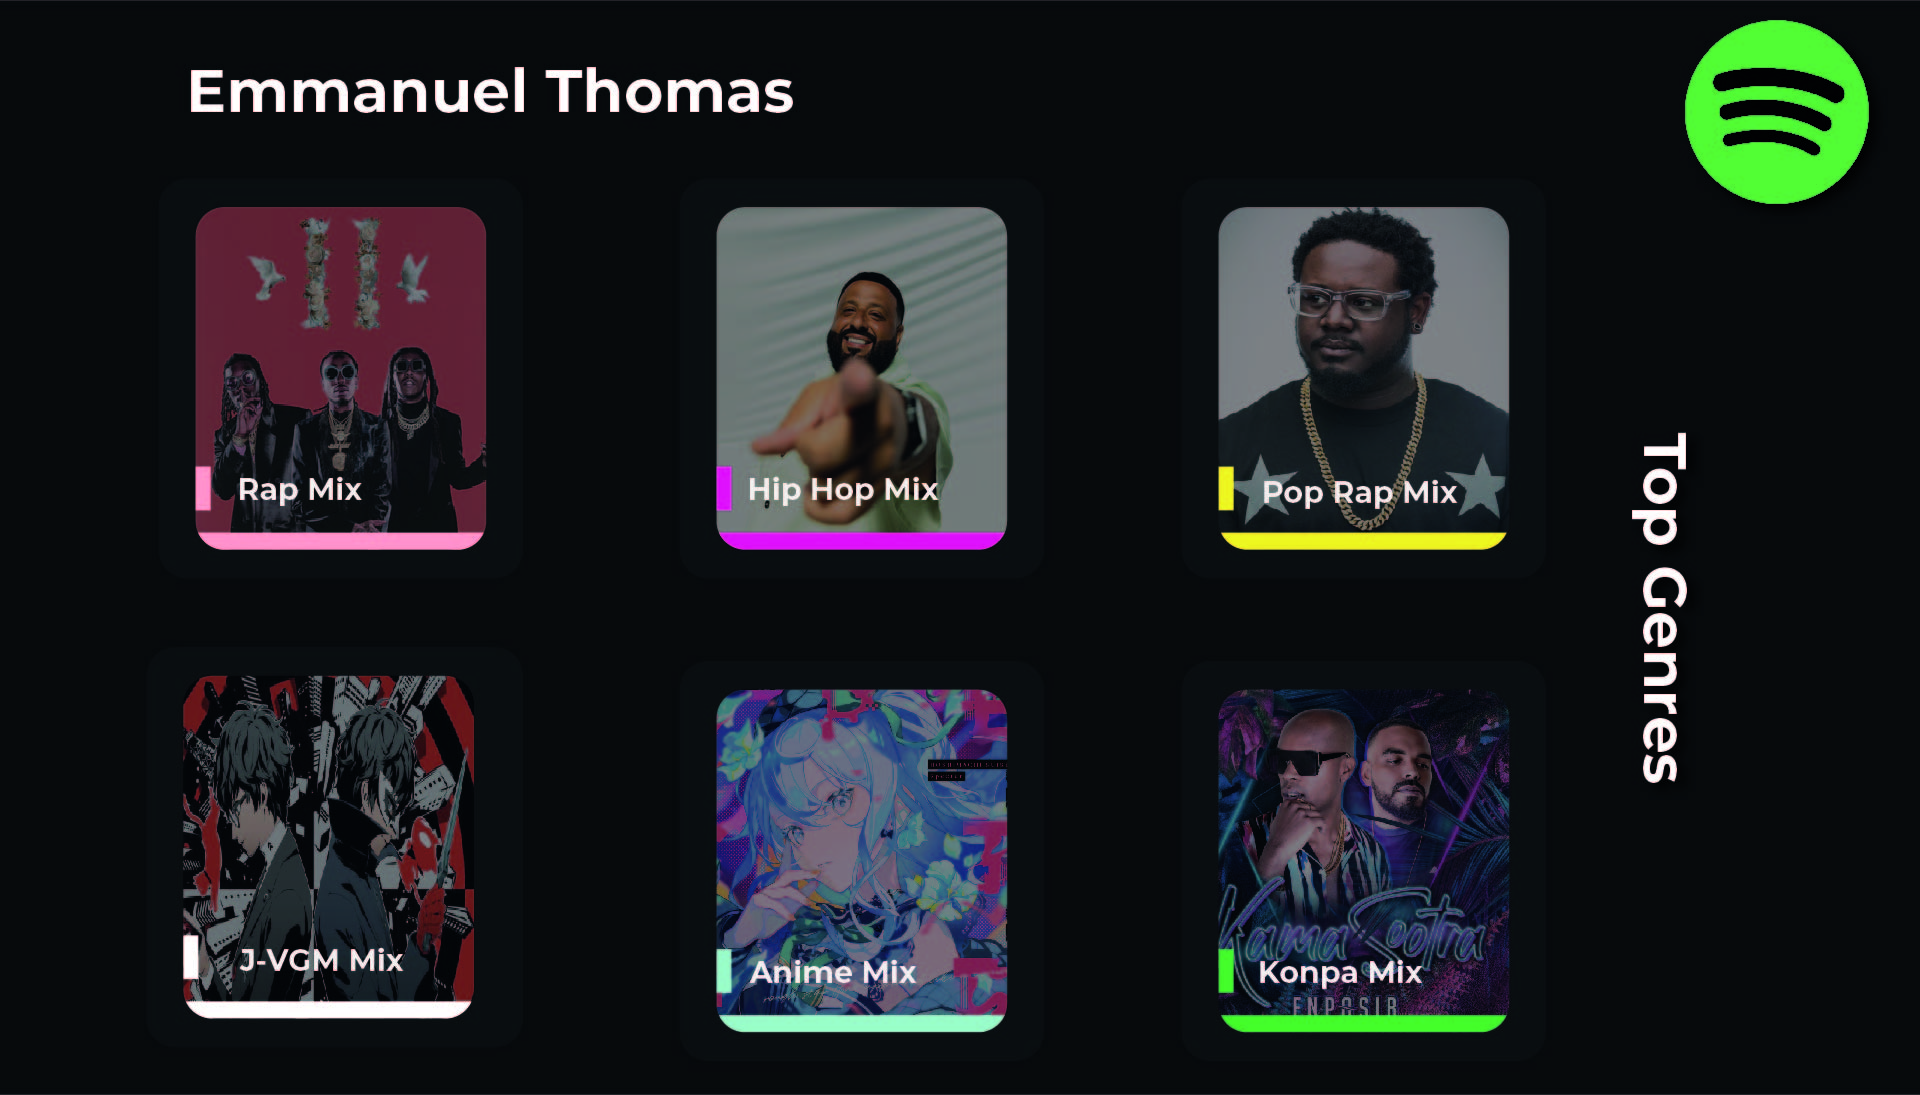 Emmanuel Thomas
Rap Mix
Hip Hop Mix
Pop Rap Mix
Top Genres
J-VGM Mix
Anime Mix
Kama Sootra
Konpa Mix
ENPOSIB